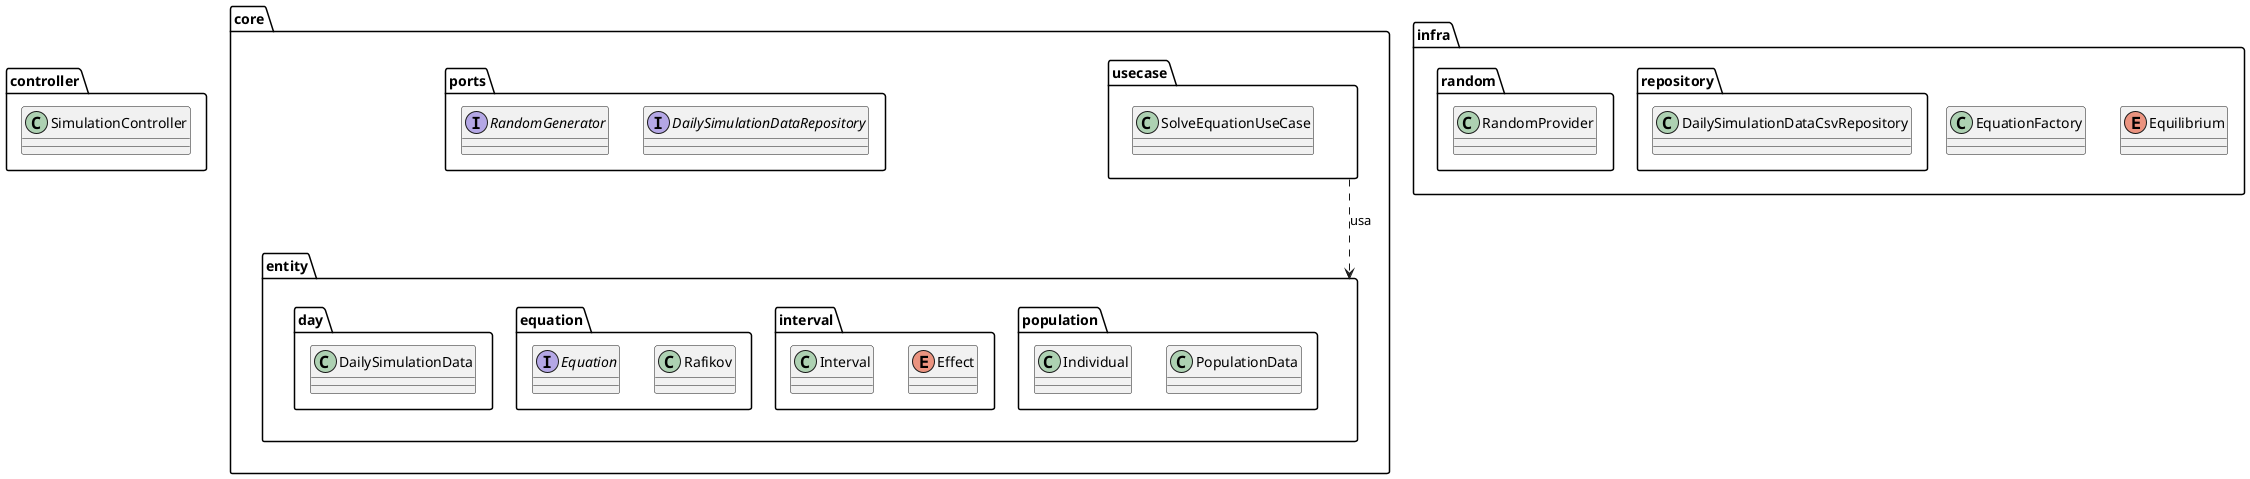 core
infra
controller
ports
usecase
random
repository
C SimulationController
I RandomGenerator
I DailySimulationDataRepository
C SolveEquationUseCase
C RandomProvider
C DailySimulationDataCsvRepository
C EquationFactory
E Equilibrium
usa
entity
day
equation
interval
population
C DailySimulationData
I Equation
C Rafikov
C Interval
E Effect
C Individual
C PopulationData